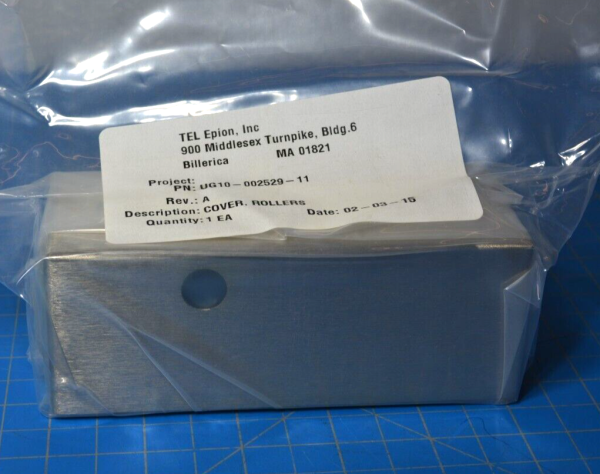 TEL Epion, Inc
900 Middlesex Turnpike, Bldg.6
Billerica MA 01821
Project:
PN: UG10-002529-11
Rev.: A
Description: COVER, ROLLERS Date: 02-03-15
Quantity: 1 EA